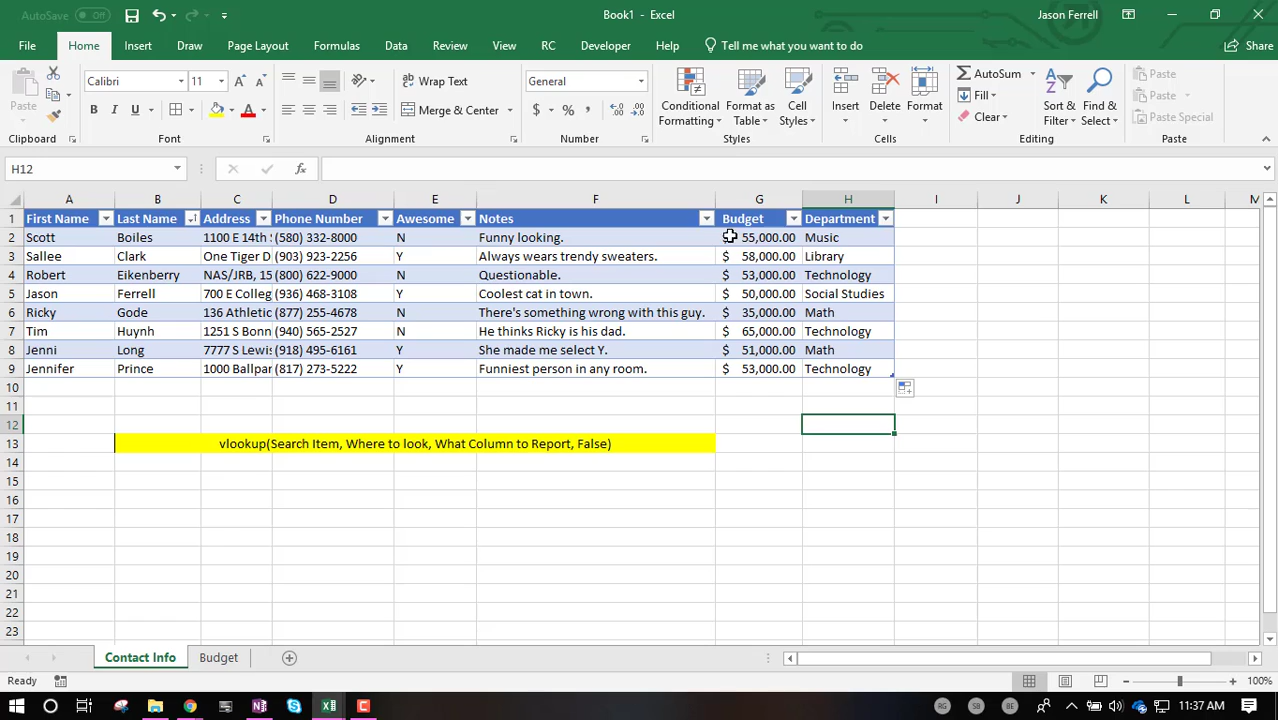 AutoSave Off Book1 - Excel Jason Ferrell
File Home Insert Draw Page Layout Formulas Data Review View RC Developer Help Tell me what you want to do Share
Paste Calibri 11 Wrap Text General Conditional Formatting Format as Table Cell Styles Insert Delete Format AutoSum Sort & Filter Find & Select Paste
B I U Merge & Center $ % , Fill Paste
Clear Paste Special
Clipboard Font Alignment Number Styles Cells Editing Paste
H12 fx
A B C D E F G H I J K L M
1 First Name Last Name Address Phone Number Awesome Notes Budget Department
2 Scott Boiles 1100 E 14th (580) 332-8000 N Funny looking. 55,000.00 Music
3 Sallee Clark One Tiger D (903) 923-2256 Y Always wears trendy sweaters. $ 58,000.00 Library
4 Robert Eikenberry NAS/JRB, 15 (800) 622-9000 N Questionable. $ 53,000.00 Technology
5 Jason Ferrell 700 E Colleg (936) 468-3108 Y Coolest cat in town. $ 50,000.00 Social Studies
6 Ricky Gode 136 Athletic (877) 255-4678 N There's something wrong with this guy. $ 35,000.00 Math
7 Tim Huynh 1251 S Bonn (940) 565-2527 N He thinks Ricky is his dad. $ 65,000.00 Technology
8 Jenni Long 7777 S Lewis (918) 495-6161 Y She made me select Y. $ 51,000.00 Math
9 Jennifer Prince 1000 Ballpar (817) 273-5222 Y Funniest person in any room. $ 53,000.00 Technology
10
11
12
13 vlookup(Search Item, Where to look, What Column to Report, False)
14
15
16
17
18
19
20
21
22
23
Contact Info Budget
Ready 100%
RG SB BE 11:37 AM